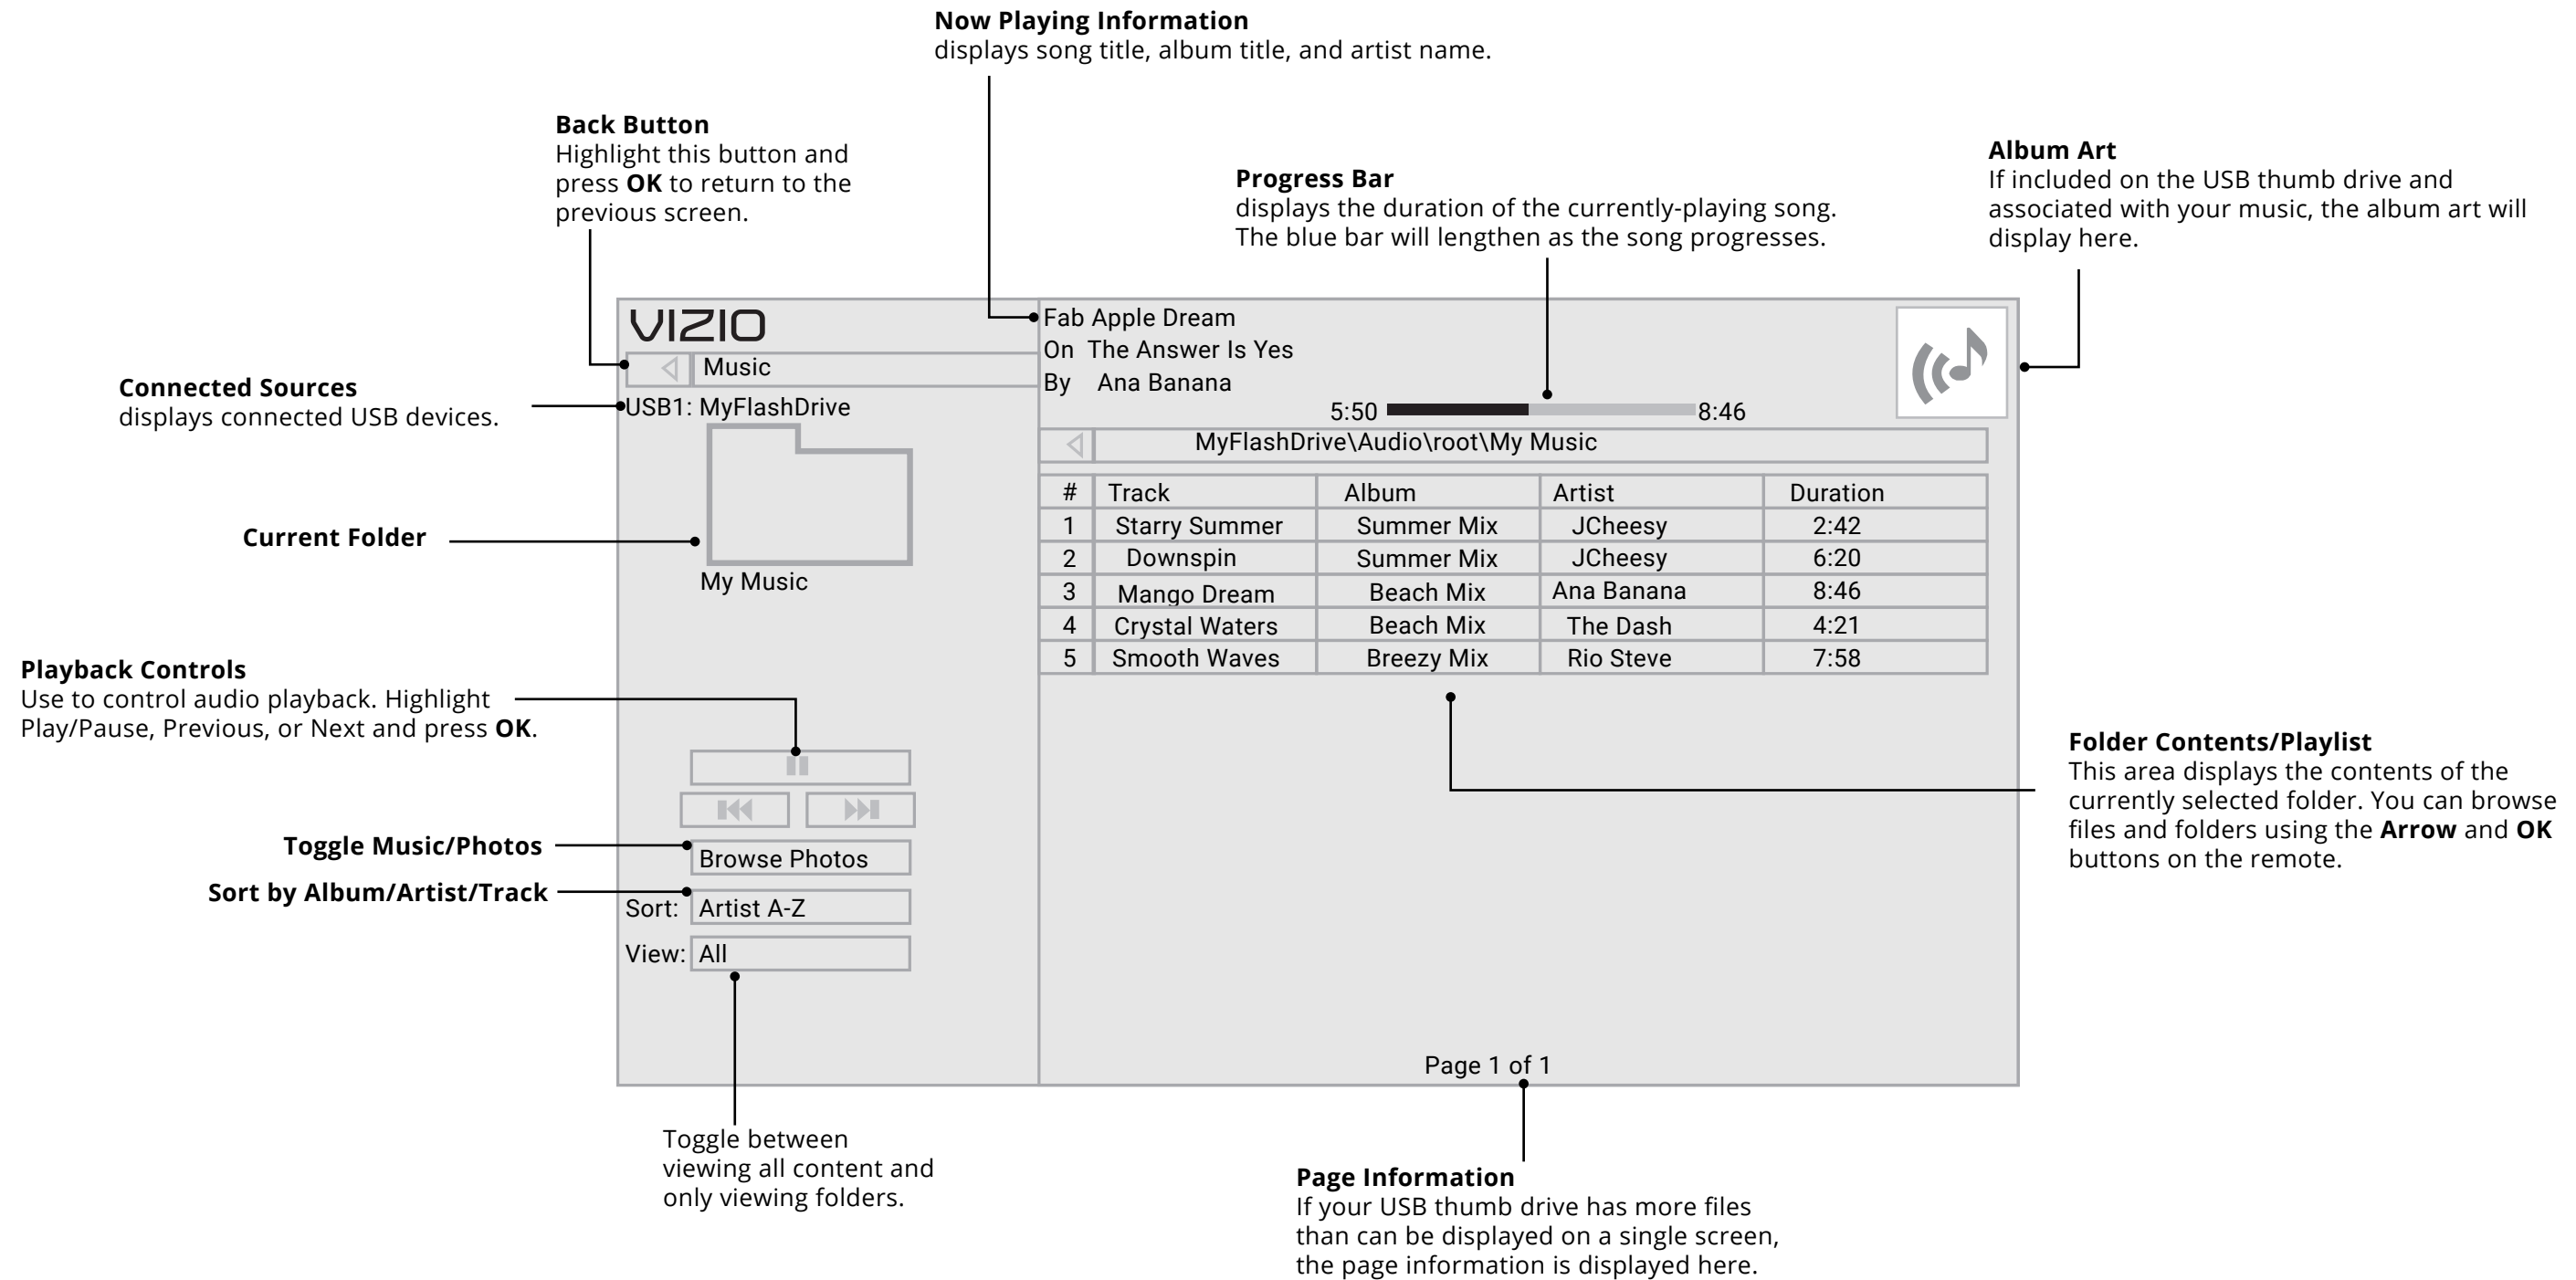 Now Playing Information
displays song title, album title, and artist name.
Back Button
Highlight this button and
press OK to return to the
previous screen.
Progress Bar
displays the duration of the currently-playing song.
The blue bar will lengthen as the song progresses.
Album Art
If included on the USB thumb drive and
associated with your music, the album art will
display here.
Connected Sources
displays connected USB devices.
Current Folder
Playback Controls
Use to control audio playback. Highlight
Play/Pause, Previous, or Next and press OK.
Toggle Music/Photos
Sort by Album/Artist/Track
VIZIO
Music
USB1: MyFlashDrive
My Music
Browse Photos
Sort: Artist A-Z
View: All
Fab Apple Dream
On The Answer Is Yes
By Ana Banana
5:50 8:46
MyFlashDrive\Audio\root\My Music
# Track Album Artist Duration
1 Starry Summer Summer Mix JCheesy 2:42
2 Downspin Summer Mix JCheesy 6:20
3 Mango Dream Beach Mix Ana Banana 8:46
4 Crystal Waters Beach Mix The Dash 4:21
5 Smooth Waves Breezy Mix Rio Steve 7:58
Page 1 of 1
Folder Contents/Playlist
This area displays the contents of the
currently selected folder. You can browse
files and folders using the Arrow and OK
buttons on the remote.
Toggle between
viewing all content and
only viewing folders.
Page Information
If your USB thumb drive has more files
than can be displayed on a single screen,
the page information is displayed here.